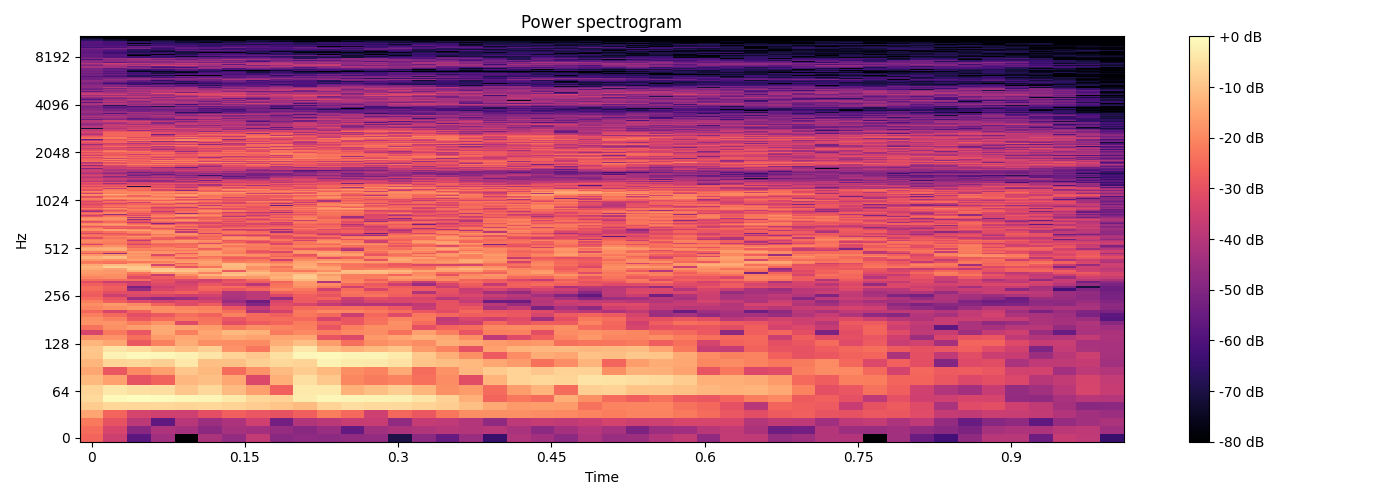 Power spectrogram
Hz
8192
4096
2048
1024
512
256
128
64
0
0 0.15 0.3 0.45 0.6 0.75 0.9
Time
+0 dB
-10 dB
-20 dB
-30 dB
-40 dB
-50 dB
-60 dB
-70 dB
-80 dB